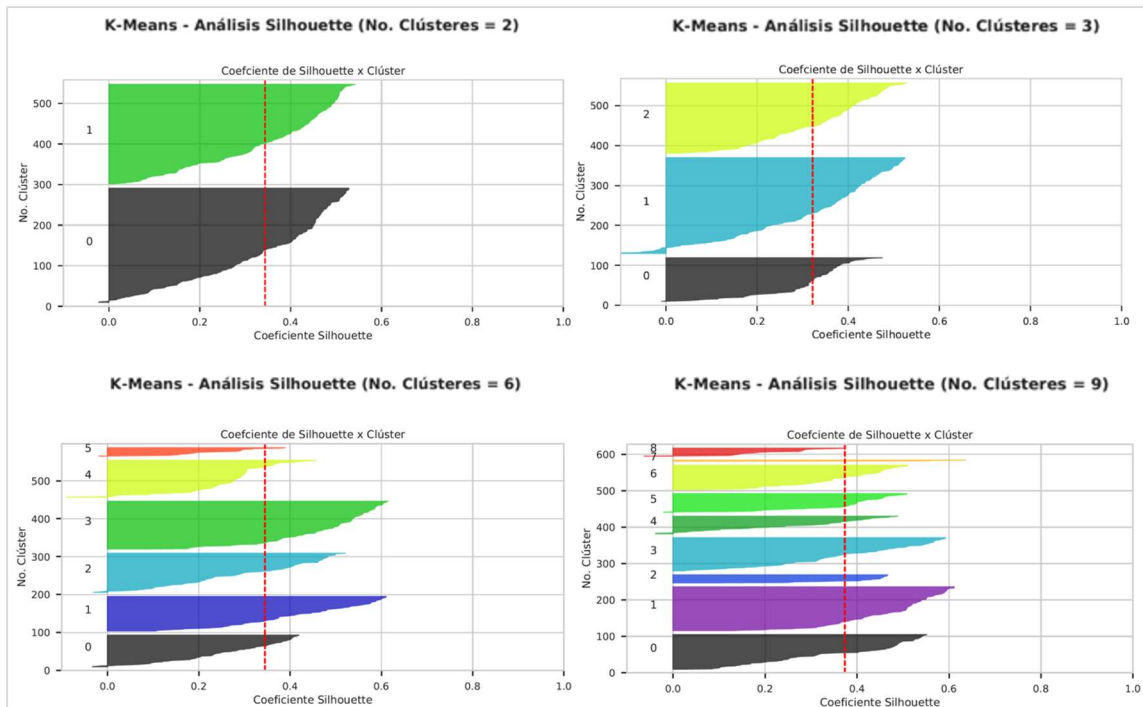 K-Means - Análisis Silhouette (No. Clústeres = 2)
Coefciente de Silhouette x Clúster
500
400
300
200
100
0
1
0
No. Clúster
0.0 0.2 0.4 0.6 0.8 1.0
Coeficiente Silhouette
K-Means - Análisis Silhouette (No. Clústeres = 3)
Coefciente de Silhouette x Clúster
500
400
300
200
100
0
2
1
0
No. Clúster
0.0 0.2 0.4 0.6 0.8 1.0
Coeficiente Silhouette
K-Means - Análisis Silhouette (No. Clústeres = 6)
Coefciente de Silhouette x Clúster
500
400
300
200
100
0
5
4
3
2
1
0
No. Clúster
0.0 0.2 0.4 0.6 0.8 1.0
Coeficiente Silhouette
K-Means - Análisis Silhouette (No. Clústeres = 9)
Coefciente de Silhouette x Clúster
600
500
400
300
200
100
0
8
7
6
5
4
3
2
1
0
No. Clúster
0.0 0.2 0.4 0.6 0.8 1.0
Coeficiente Silhouette